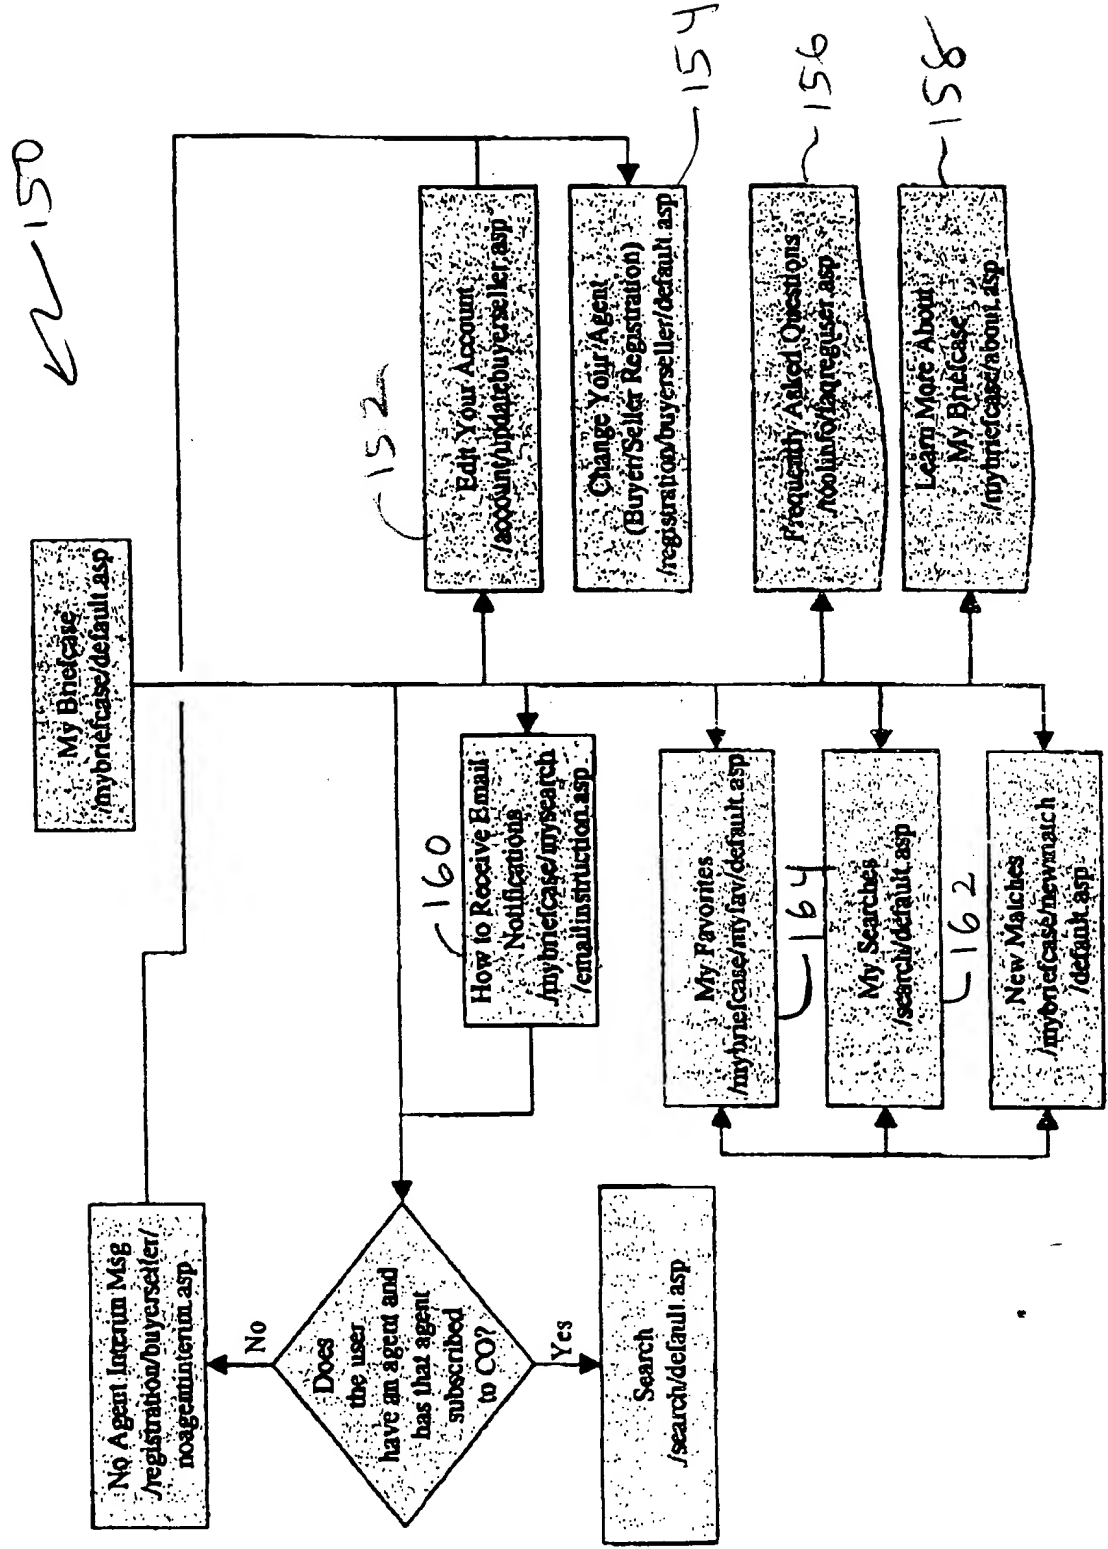 150
My Briefcase
/mybriefcase/default.asp
152
Edit Your Account
/account/updatebuyerseller.asp
Change Your Agent
(Buyer/Seller Registration)
/registration/buyerseller/default.asp
154
Frequently Asked Questions
/toolinfo/faqreguser.asp
156
Learn More About
My Briefcase
/mybriefcase/about.asp
158
160
How to Receive Email
Notifications
/mybriefcase/mysearch
/emailinstruction.asp
My Favorites
/mybriefcase/myfav/default.asp
164
My Searches
/search/default.asp
162
New Matches
/mybriefcase/newmatch
/default.asp
No Agent Interim Msg
/registration/buyerseller/
noagentinterim.asp
No
Does
the user
have an agent and
has that agent
subscribed
to CO?
Yes
Search
/search/default.asp